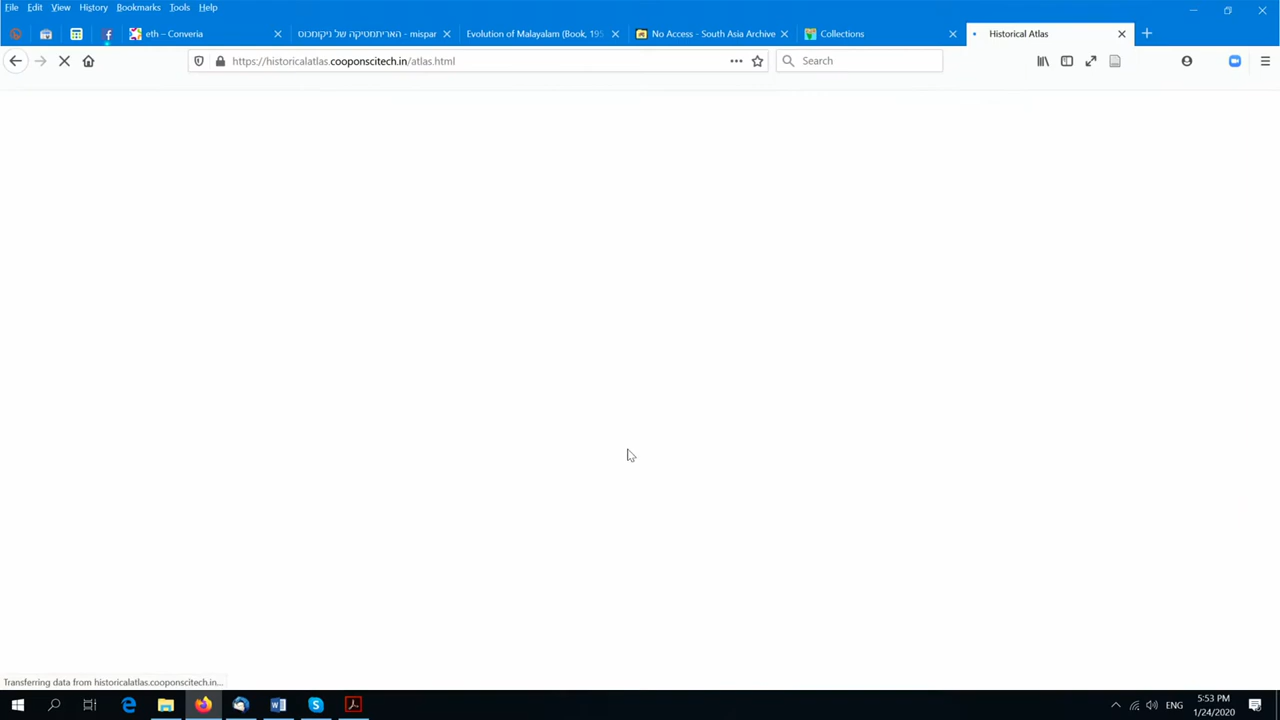 File Edit View History Bookmarks Tools Help
eth – Converia
האריתמטיקה של ניקומכוס - mispar
Evolution of Malayalam (Book, 195
No Access - South Asia Archive
Collections
Historical Atlas
https://historicalatlas.cooponscitech.in/atlas.html
Search
Transferring data from historicalatlas.cooponscitech.in...
ENG
5:53 PM
1/24/2020